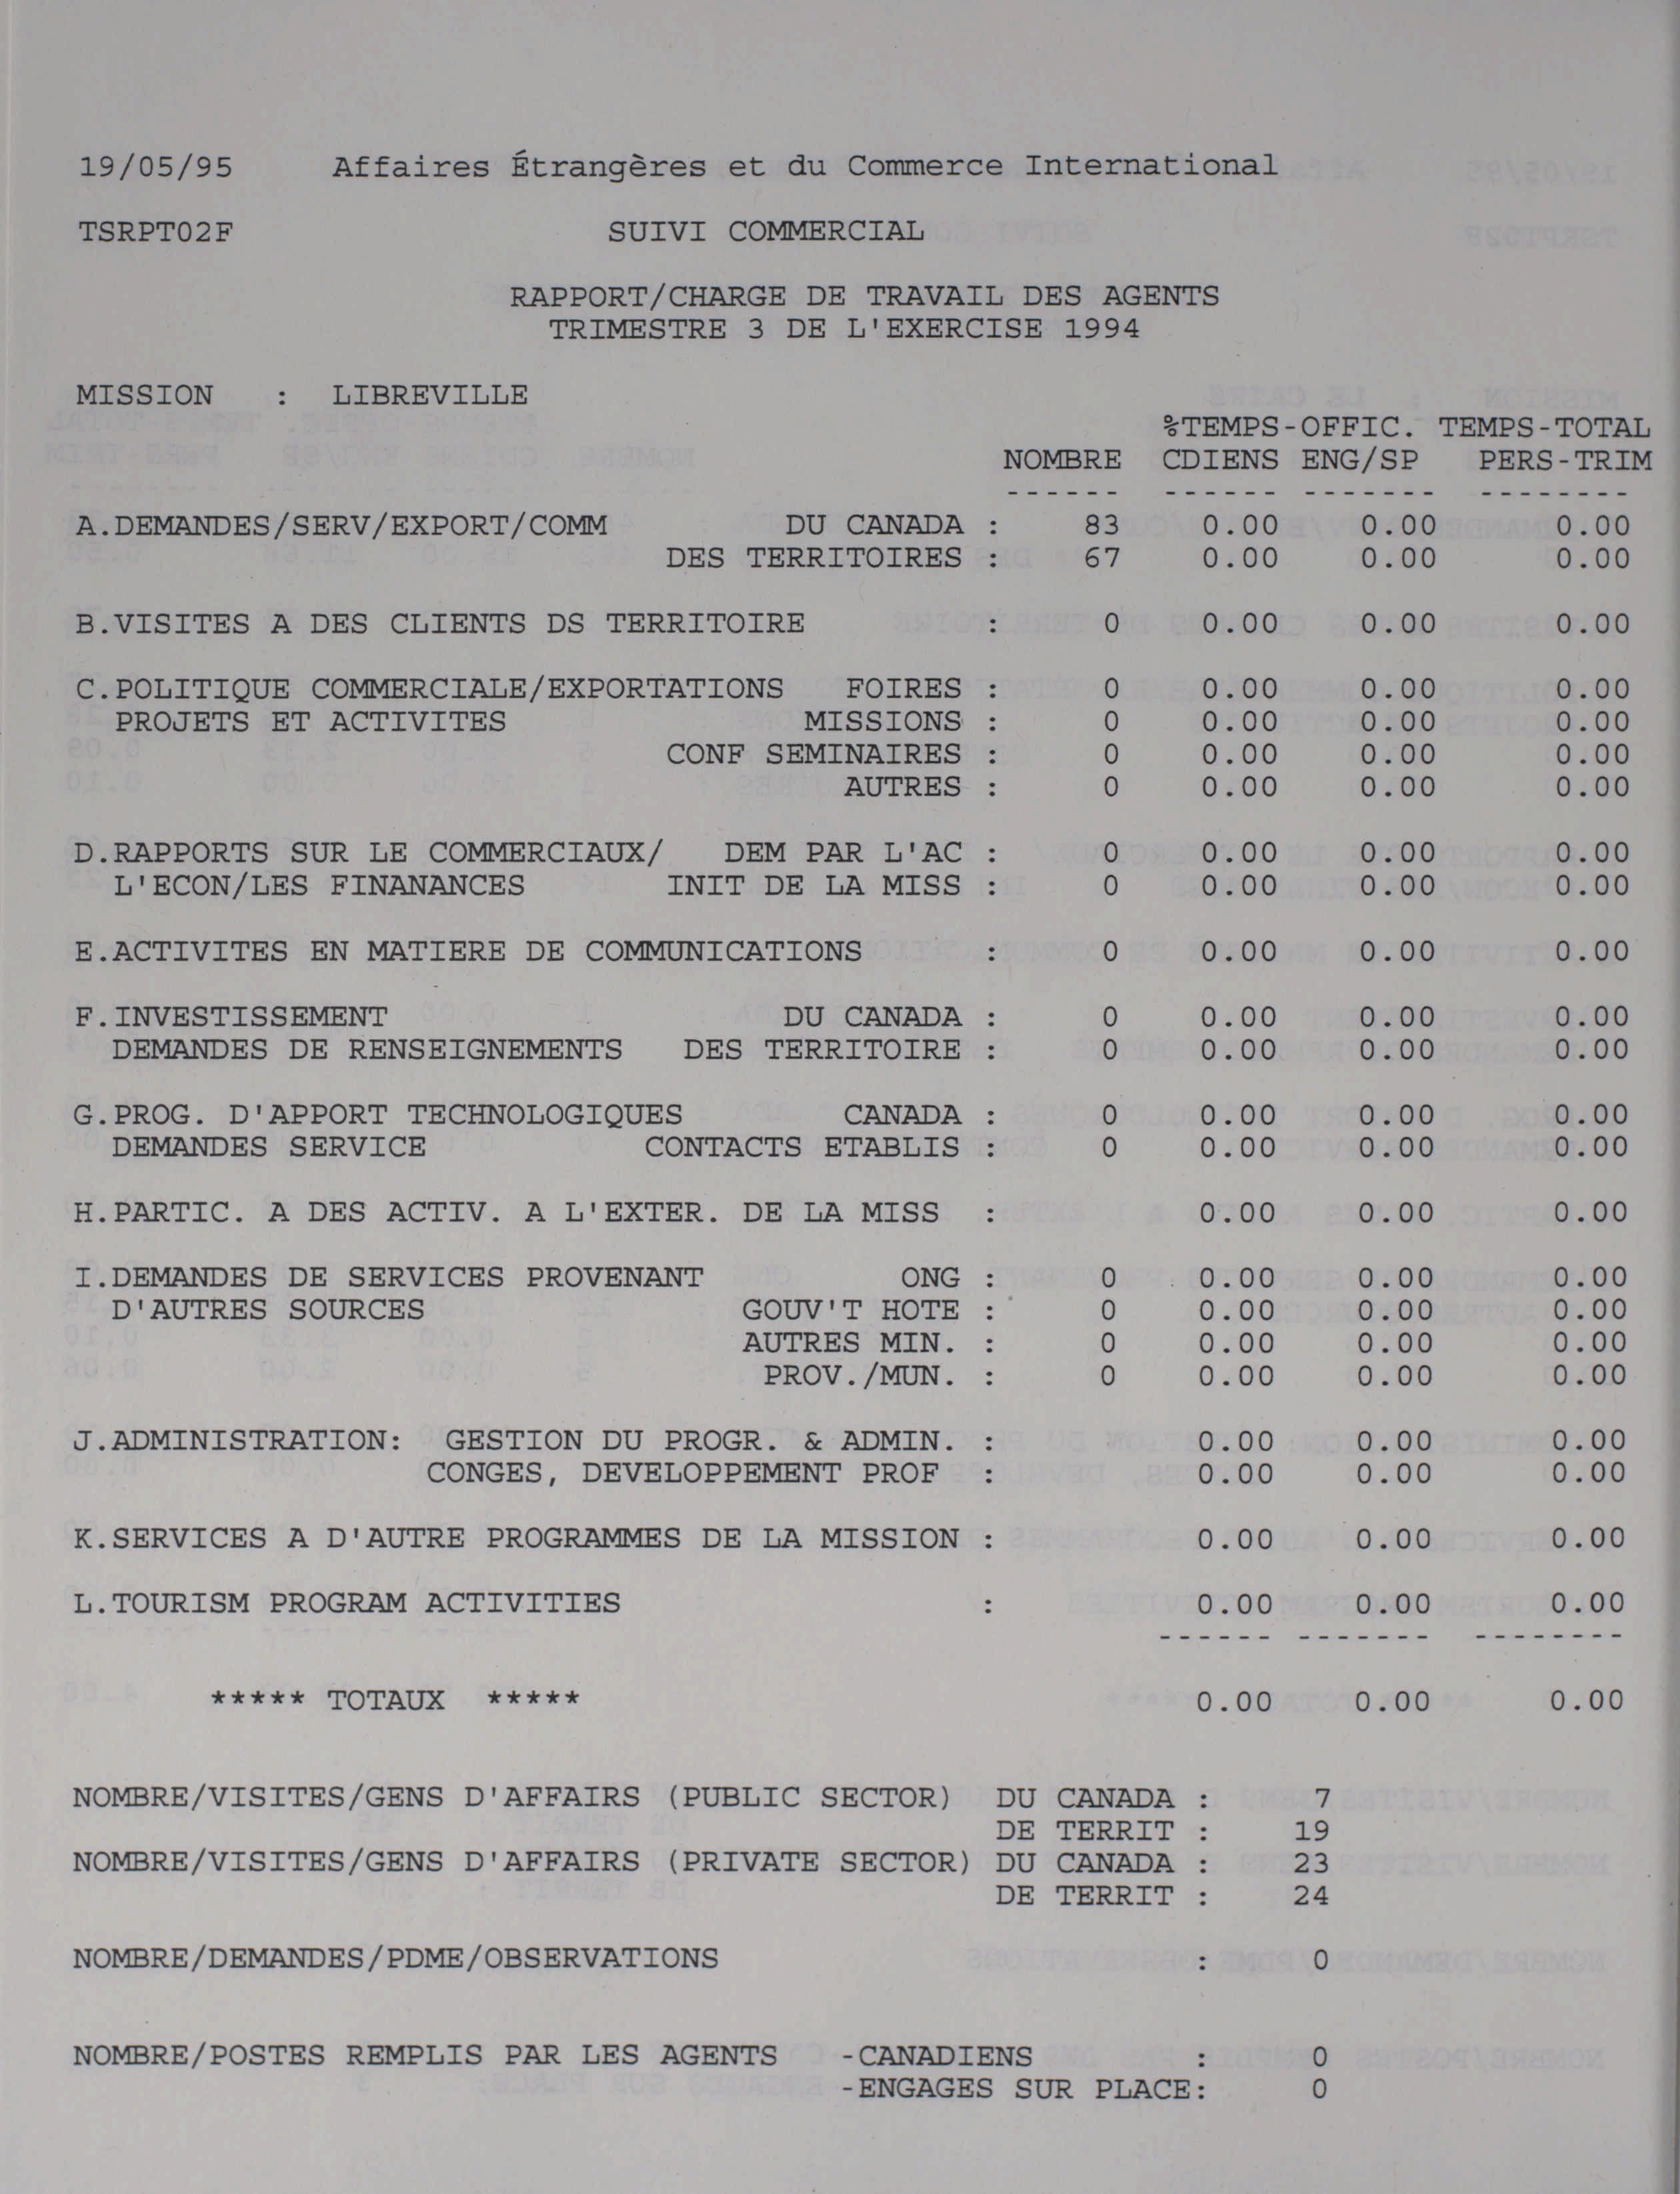 19/05/95 Affaires Étrangères et du Commerce International
TSRPT02F SUIVI COMMERCIAL
RAPPORT/CHARGE DE TRAVAIL DES AGENTS
TRIMESTRE 3 DE L'EXERCISE 1994
MISSION : LIBREVILLE
%TEMPS-OFFIC. TEMPS-TOTAL
NOMBRE CDIENS ENG/SP PERS-TRIM
------ ------ ------- --------
A.DEMANDES/SERV/EXPORT/COMM DU CANADA : 83 0.00 0.00 0.00
DES TERRITOIRES : 67 0.00 0.00 0.00
B.VISITES A DES CLIENTS DS TERRITOIRE : 0 0.00 0.00 0.00
C.POLITIQUE COMMERCIALE/EXPORTATIONS FOIRES : 0 0.00 0.00 0.00
PROJETS ET ACTIVITES MISSIONS : 0 0.00 0.00 0.00
CONF SEMINAIRES : 0 0.00 0.00 0.00
AUTRES : 0 0.00 0.00 0.00
D.RAPPORTS SUR LE COMMERCIAUX/ DEM PAR L'AC : 0 0.00 0.00 0.00
L'ECON/LES FINANANCES INIT DE LA MISS : 0 0.00 0.00 0.00
E.ACTIVITES EN MATIERE DE COMMUNICATIONS : 0 0.00 0.00 0.00
F.INVESTISSEMENT DU CANADA : 0 0.00 0.00 0.00
DEMANDES DE RENSEIGNEMENTS DES TERRITOIRE : 0 0.00 0.00 0.00
G.PROG. D'APPORT TECHNOLOGIQUES CANADA : 0 0.00 0.00 0.00
DEMANDES SERVICE CONTACTS ETABLIS : 0 0.00 0.00 0.00
H.PARTIC. A DES ACTIV. A L'EXTER. DE LA MISS : 0.00 0.00 0.00
I.DEMANDES DE SERVICES PROVENANT ONG : 0 0.00 0.00 0.00
D'AUTRES SOURCES GOUV'T HOTE : 0 0.00 0.00 0.00
AUTRES MIN. : 0 0.00 0.00 0.00
PROV./MUN. : 0 0.00 0.00 0.00
J.ADMINISTRATION: GESTION DU PROGR. & ADMIN. : 0.00 0.00 0.00
CONGES, DEVELOPPEMENT PROF : 0.00 0.00 0.00
K.SERVICES A D'AUTRE PROGRAMMES DE LA MISSION : 0.00 0.00 0.00
L.TOURISM PROGRAM ACTIVITIES : 0.00 0.00 0.00
------ ------- --------
***** TOTAUX ***** 0.00 0.00 0.00
NOMBRE/VISITES/GENS D'AFFAIRS (PUBLIC SECTOR) DU CANADA : 7
DE TERRIT : 19
NOMBRE/VISITES/GENS D'AFFAIRS (PRIVATE SECTOR) DU CANADA : 23
DE TERRIT : 24
NOMBRE/DEMANDES/PDME/OBSERVATIONS : 0
NOMBRE/POSTES REMPLIS PAR LES AGENTS -CANADIENS : 0
-ENGAGES SUR PLACE: 0